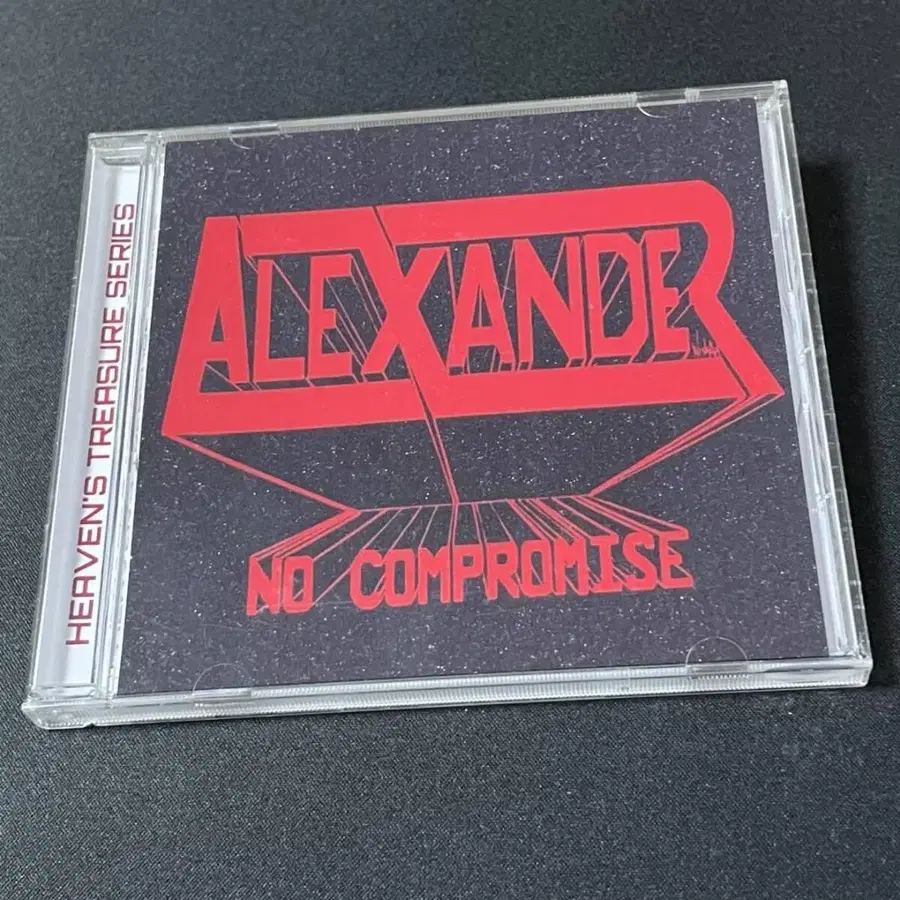 HEAVEN'S TREASURE SERIES
ALEXANDER
NO COMPROMISE